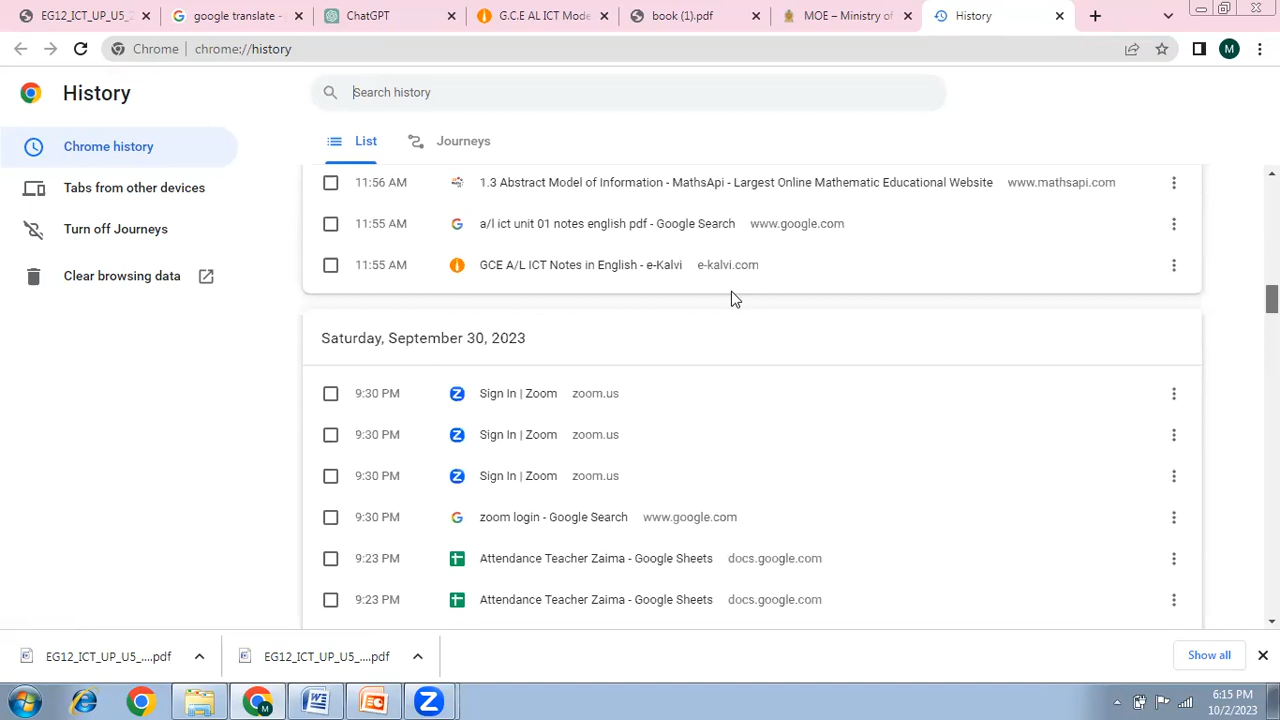 EG12_ICT_UP_U5_2
google translate -
ChatGPT
G.C.E AL ICT Mode
book (1).pdf
MOE – Ministry of
History
Chrome
chrome://history
M
History
Search history
List
Journeys
Chrome history
Tabs from other devices
Turn off Journeys
Clear browsing data
11:56 AM 1.3 Abstract Model of Information - MathsApi - Largest Online Mathematic Educational Website www.mathsapi.com
11:55 AM a/l ict unit 01 notes english pdf - Google Search www.google.com
11:55 AM GCE A/L ICT Notes in English - e-Kalvi e-kalvi.com
Saturday, September 30, 2023
9:30 PM Sign In | Zoom zoom.us
9:30 PM Sign In | Zoom zoom.us
9:30 PM Sign In | Zoom zoom.us
9:30 PM zoom login - Google Search www.google.com
9:23 PM Attendance Teacher Zaima - Google Sheets docs.google.com
9:23 PM Attendance Teacher Zaima - Google Sheets docs.google.com
EG12_ICT_UP_U5_....pdf
EG12_ICT_UP_U5_....pdf
Show all
6:15 PM
10/2/2023